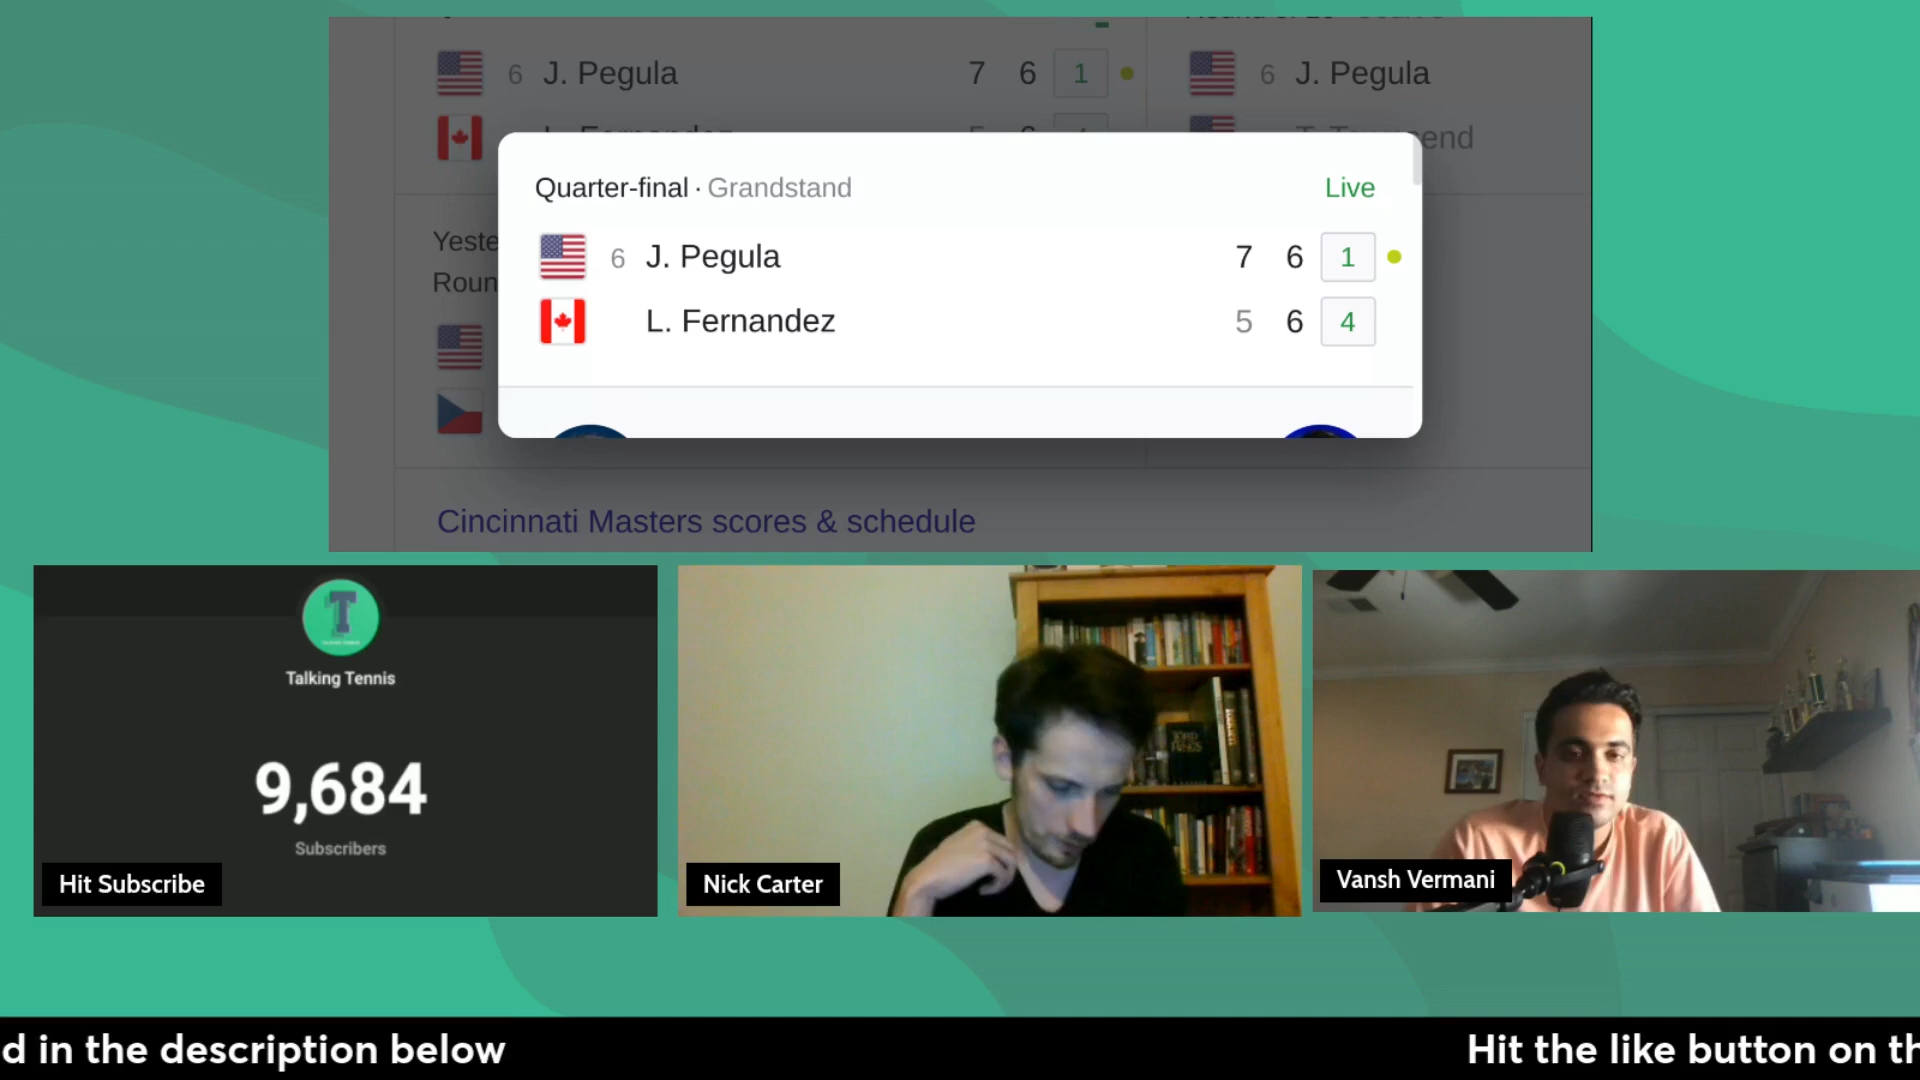 6 J. Pegula 7 6 1
6 J. Pegula
Quarter-final · Grandstand Live
6 J. Pegula 7 6 1
L. Fernandez 5 6 4
Cincinnati Masters scores & schedule
T
Talking Tennis
9,684
Subscribers
Hit Subscribe
Nick Carter
Vansh Vermani
d in the description below
Hit the like button on th